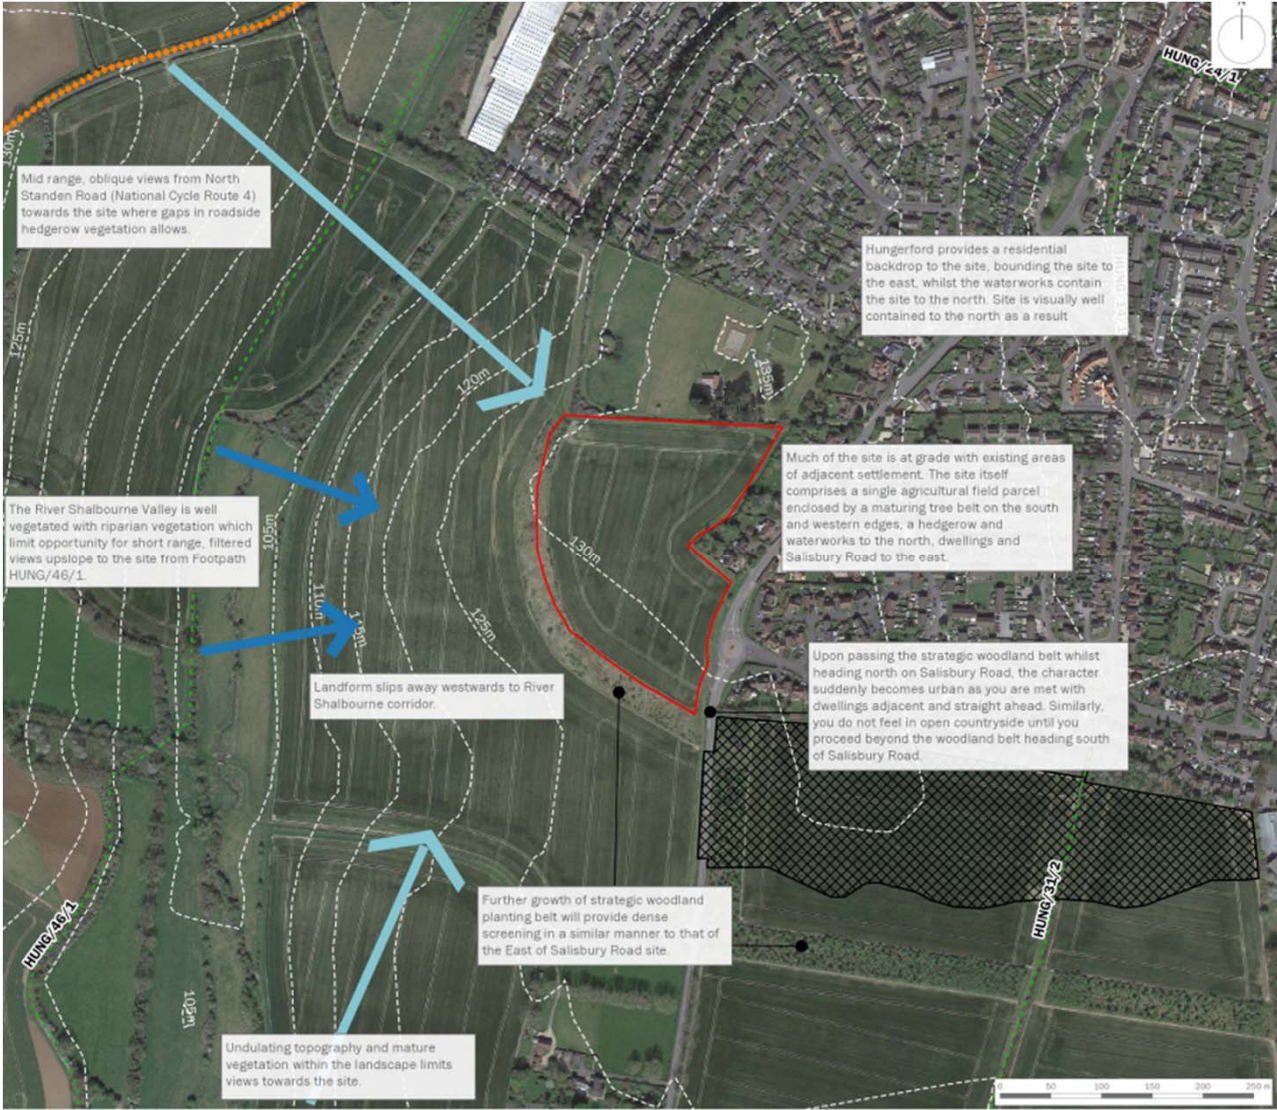 N
HUNG/24/1
130m
Mid range, oblique views from North
Standen Road (National Cycle Route 4)
towards the site where gaps in roadside
hedgerow vegetation allows.
Hungerford provides a residential
backdrop to the site, bounding the site to
the east, whilst the waterworks contain
the site to the north. Site is visually well
contained to the north as a result
125m
120m
135m
Much of the site is at grade with existing areas
of adjacent settlement. The site itself
comprises a single agricultural field parcel
enclosed by a maturing tree belt on the south
and western edges, a hedgerow and
waterworks to the north, dwellings and
Salisbury Road to the east.
The River Shalbourne Valley is well
vegetated with riparian vegetation which
limit opportunity for short range, filtered
views upslope to the site from Footpath
HUNG/46/1.
105m
130m
110m
115m
125m
Landform slips away westwards to River
Shalbourne corridor.
Upon passing the strategic woodland belt whilst
heading north on Salisbury Road, the character
suddenly becomes urban as you are met with
dwellings adjacent and straight ahead. Similarly,
you do not feel in open countryside until you
proceed beyond the woodland belt heading south
of Salisbury Road.
HUNG/31/2
Further growth of strategic woodland
planting belt will provide dense
screening in a similar manner to that of
the East of Salisbury Road site.
HUNG/46/1
105m
Undulating topography and mature
vegetation within the landscape limits
views towards the site.
0 50 100 150 200 250 m